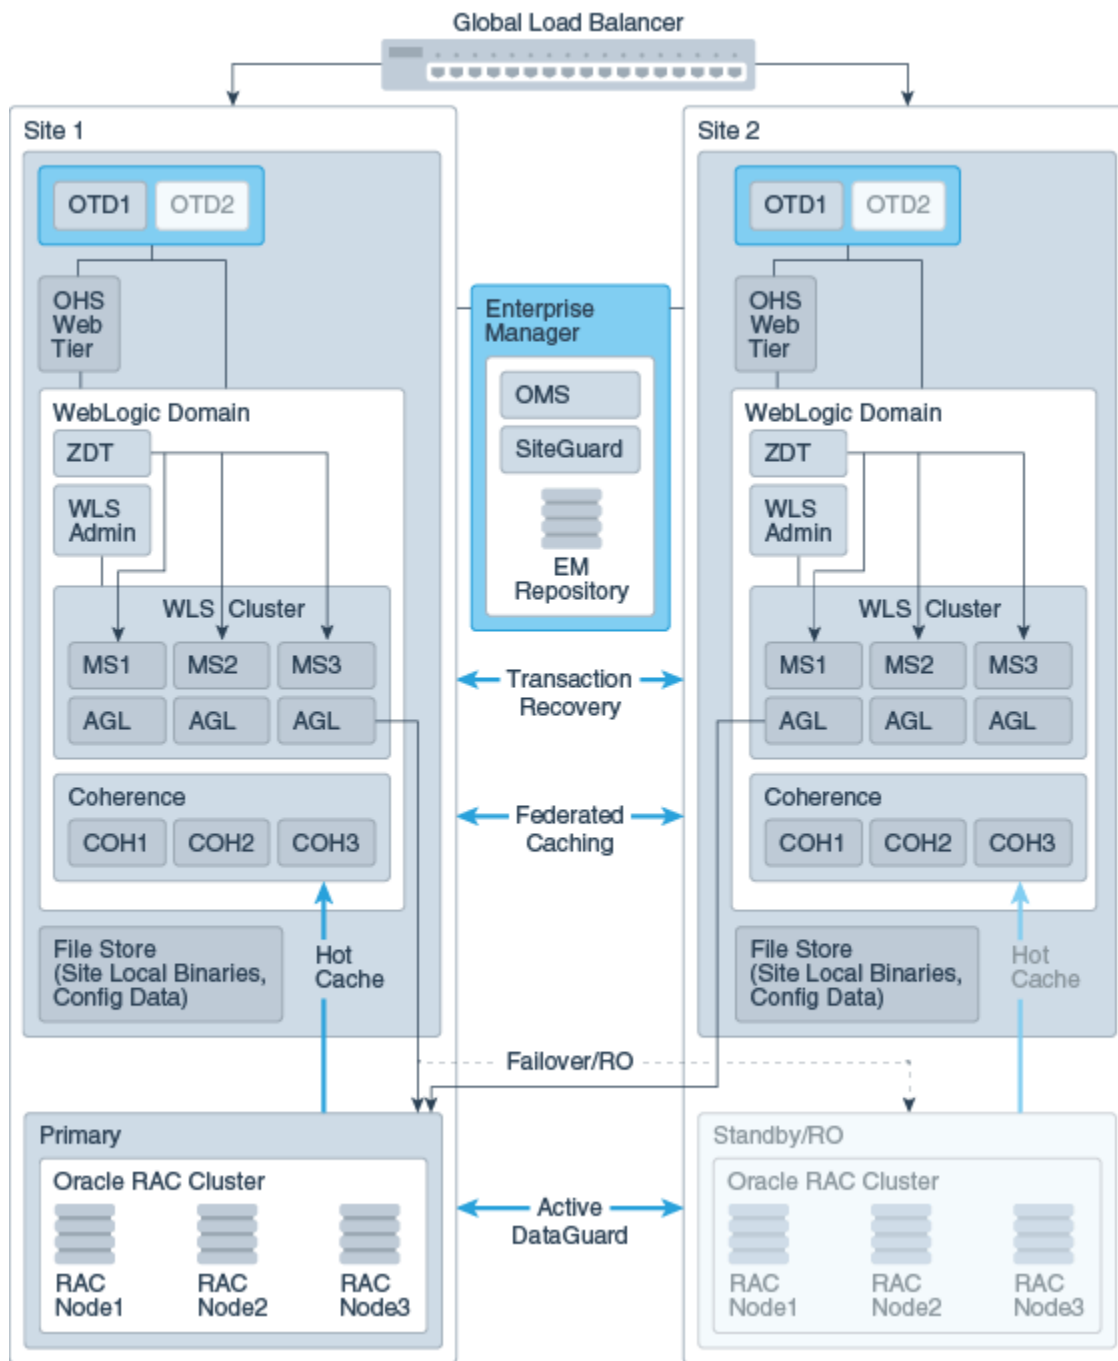 Global Load Balancer
Site 1
OTD1
OTD2
OHS
Web
Tier
WebLogic Domain
ZDT
WLS
Admin
WLS Cluster
MS1
MS2
MS3
AGL
AGL
AGL
Coherence
COH1
COH2
COH3
File Store
(Site Local Binaries,
Config Data)
Hot
Cache
Primary
Oracle RAC Cluster
RAC
Node1
RAC
Node2
RAC
Node3
Enterprise
Manager
OMS
SiteGuard
EM
Repository
Transaction
Recovery
Federated
Caching
Failover/RO
Active
DataGuard
Site 2
OTD1
OTD2
OHS
Web
Tier
WebLogic Domain
ZDT
WLS
Admin
WLS Cluster
MS1
MS2
MS3
AGL
AGL
AGL
Coherence
COH1
COH2
COH3
File Store
(Site Local Binaries,
Config Data)
Hot
Cache
Standby/RO
Oracle RAC Cluster
RAC
Node1
RAC
Node2
RAC
Node3